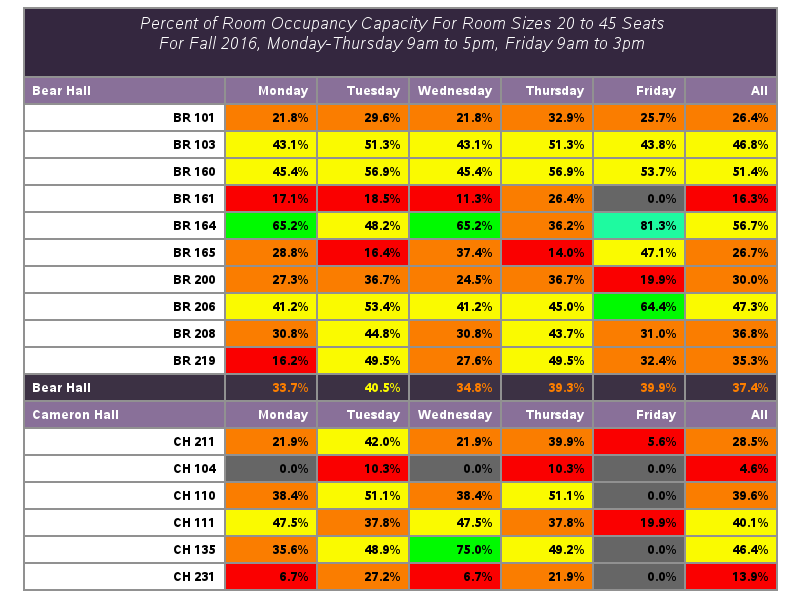 Percent of Room Occupancy Capacity For Room Sizes 20 to 45 Seats
For Fall 2016, Monday-Thursday 9am to 5pm, Friday 9am to 3pm
Bear Hall Monday Tuesday Wednesday Thursday Friday All
BR 101 21.8% 29.6% 21.8% 32.9% 25.7% 26.4%
BR 103 43.1% 51.3% 43.1% 51.3% 43.8% 46.8%
BR 160 45.4% 56.9% 45.4% 56.9% 53.7% 51.4%
BR 161 17.1% 18.5% 11.3% 26.4% 0.0% 16.3%
BR 164 65.2% 48.2% 65.2% 36.2% 81.3% 56.7%
BR 165 28.8% 16.4% 37.4% 14.0% 47.1% 26.7%
BR 200 27.3% 36.7% 24.5% 36.7% 19.9% 30.0%
BR 206 41.2% 53.4% 41.2% 45.0% 64.4% 47.3%
BR 208 30.8% 44.8% 30.8% 43.7% 31.0% 36.8%
BR 219 16.2% 49.5% 27.6% 49.5% 32.4% 35.3%
Bear Hall 33.7% 40.5% 34.8% 39.3% 39.9% 37.4%
Cameron Hall Monday Tuesday Wednesday Thursday Friday All
CH 211 21.9% 42.0% 21.9% 39.9% 5.6% 28.5%
CH 104 0.0% 10.3% 0.0% 10.3% 0.0% 4.6%
CH 110 38.4% 51.1% 38.4% 51.1% 0.0% 39.6%
CH 111 47.5% 37.8% 47.5% 37.8% 19.9% 40.1%
CH 135 35.6% 48.9% 75.0% 49.2% 0.0% 46.4%
CH 231 6.7% 27.2% 6.7% 21.9% 0.0% 13.9%